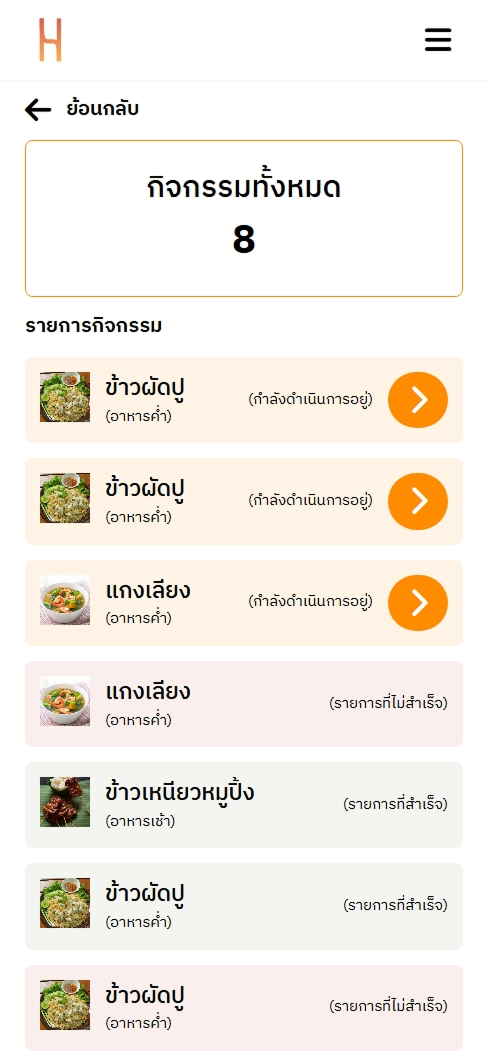 H
ย้อนกลับ
กิจกรรมทั้งหมด
8
รายการกิจกรรม
ข้าวผัดปู
(อาหารค่ำ)
(กำลังดำเนินการอยู่)
ข้าวผัดปู
(อาหารค่ำ)
(กำลังดำเนินการอยู่)
แกงเลียง
(อาหารค่ำ)
(กำลังดำเนินการอยู่)
แกงเลียง
(อาหารค่ำ)
(รายการที่ไม่สำเร็จ)
ข้าวเหนียวหมูปิ้ง
(อาหารเช้า)
(รายการที่สำเร็จ)
ข้าวผัดปู
(อาหารค่ำ)
(รายการที่สำเร็จ)
ข้าวผัดปู
(อาหารค่ำ)
(รายการที่ไม่สำเร็จ)